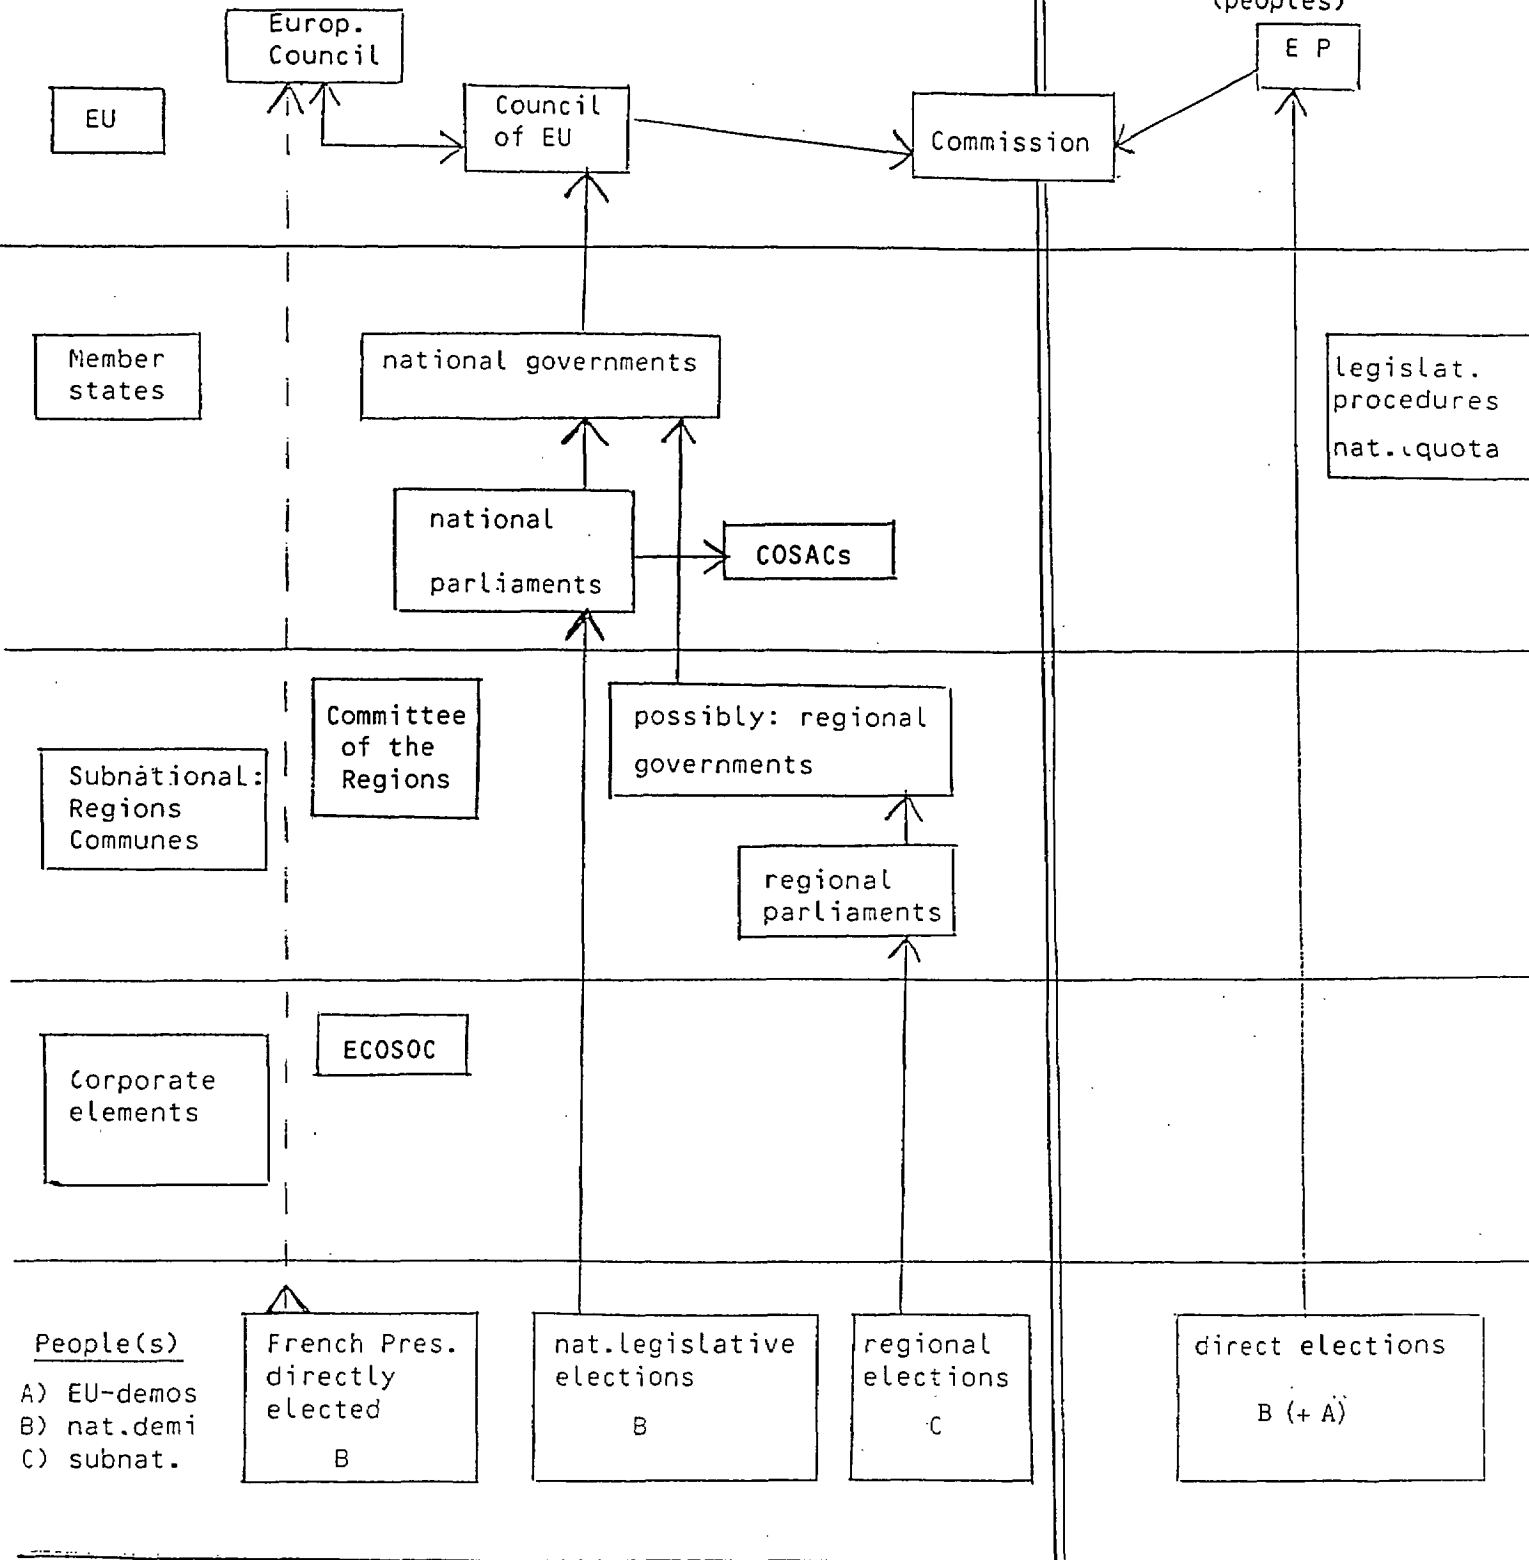 (peoples)
Europ.
Council
E P
EU
Council
of EU
Commission
Member
states
national governments
legislat.
procedures
nat. quota
national
parliaments
COSACs
Committee
of the
Regions
possibly: regional
governments
Subnational:
Regions
Communes
regional
parliaments
ECOSOC
Corporate
elements
People(s)
A) EU-demos
B) nat.demi
C) subnat.
French Pres.
directly
elected
B
nat.legislative
elections
B
regional
elections
C
direct elections
B (+ A)